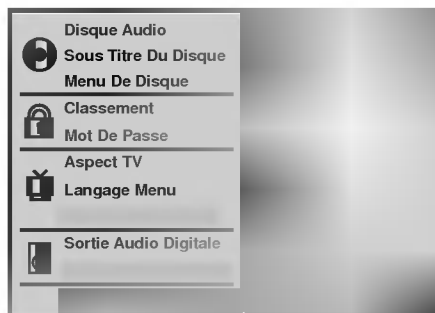 Disque Audio
Sous Titre Du Disque
Menu De Disque
Classement
Mot De Passe
Aspect TV
Langage Menu
Sortie Audio Digitale